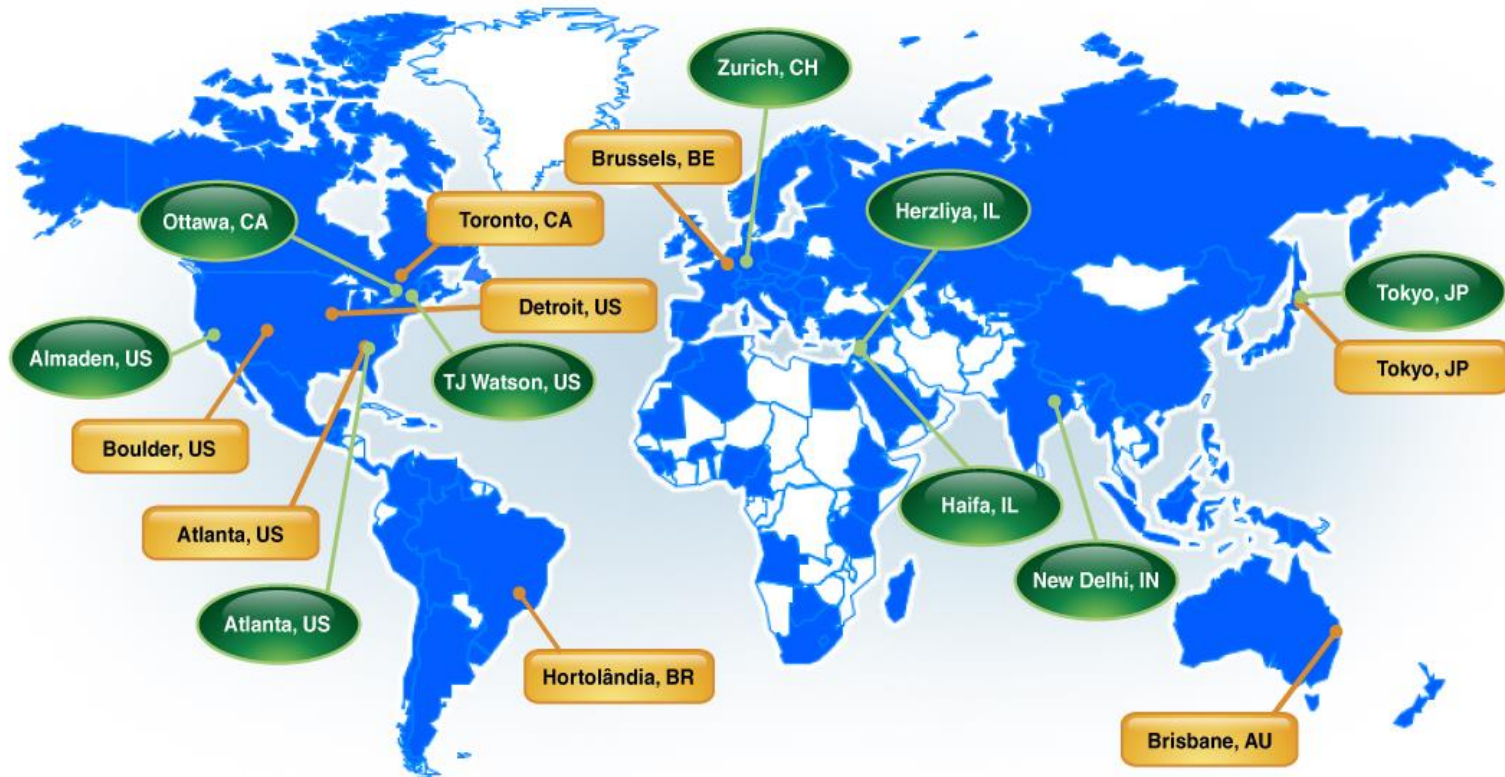 Zurich, CH
Brussels, BE
Ottawa, CA
Toronto, CA
Herzliya, IL
Detroit, US
Tokyo, JP
Almaden, US
TJ Watson, US
Tokyo, JP
Boulder, US
Haifa, IL
Atlanta, US
New Delhi, IN
Atlanta, US
Hortolândia, BR
Brisbane, AU